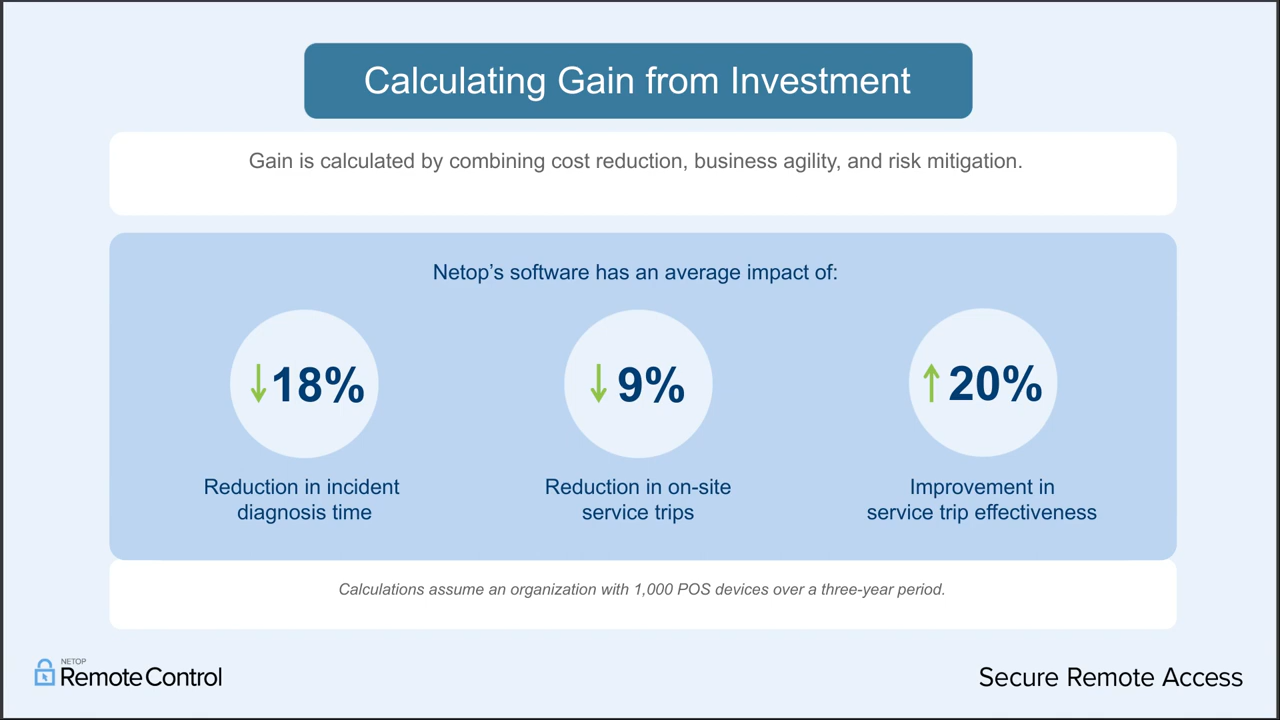 Calculating Gain from Investment
Gain is calculated by combining cost reduction, business agility, and risk mitigation.
Netop’s software has an average impact of:
↓18%
↓ 9%
↑ 20%
Reduction in incident
diagnosis time
Reduction in on-site
service trips
Improvement in
service trip effectiveness
Calculations assume an organization with 1,000 POS devices over a three-year period.
NETOP
RemoteControl
Secure Remote Access